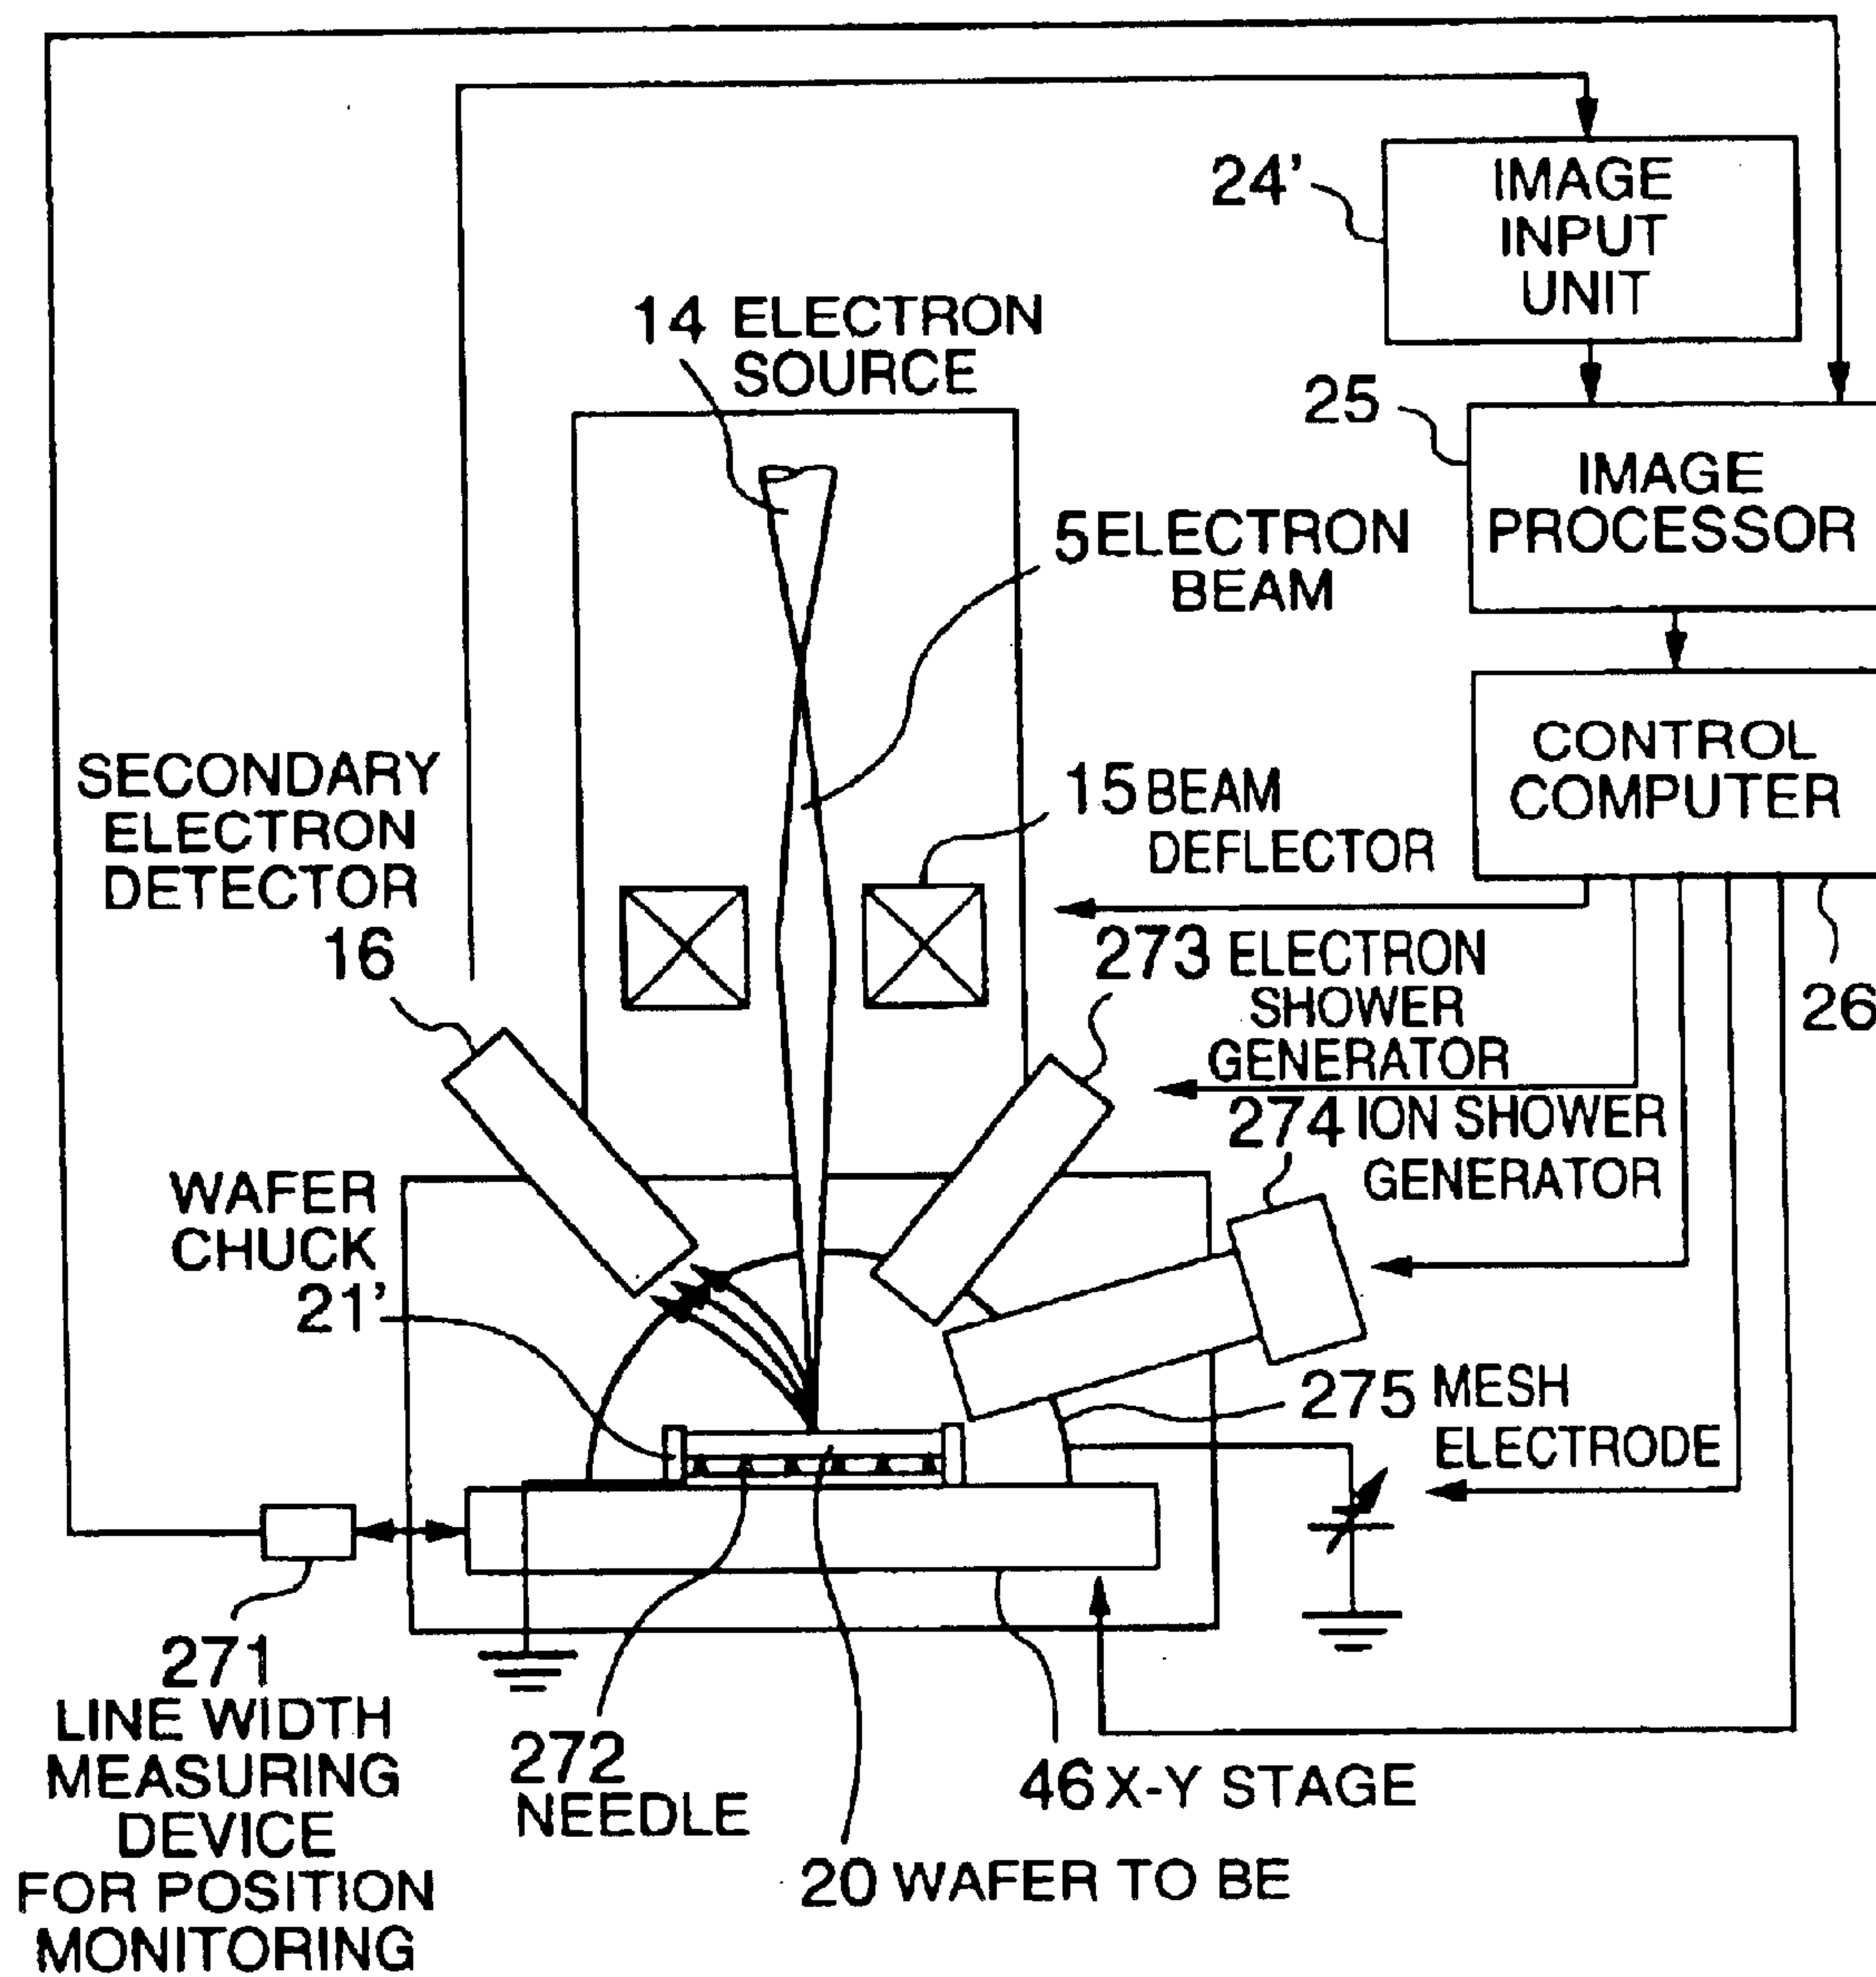 24'
IMAGE
INPUT
UNIT
14 ELECTRON
SOURCE
25
IMAGE
PROCESSOR
5 ELECTRON
BEAM
CONTROL
COMPUTER
SECONDARY
ELECTRON
DETECTOR
16
15 BEAM
DEFLECTOR
273 ELECTRON
SHOWER
GENERATOR
26
274 ION SHOWER
GENERATOR
WAFER
CHUCK
21'
275 MESH
ELECTRODE
271
LINE WIDTH
MEASURING
DEVICE
FOR POSITION
MONITORING
272
NEEDLE
46 X-Y STAGE
20 WAFER TO BE